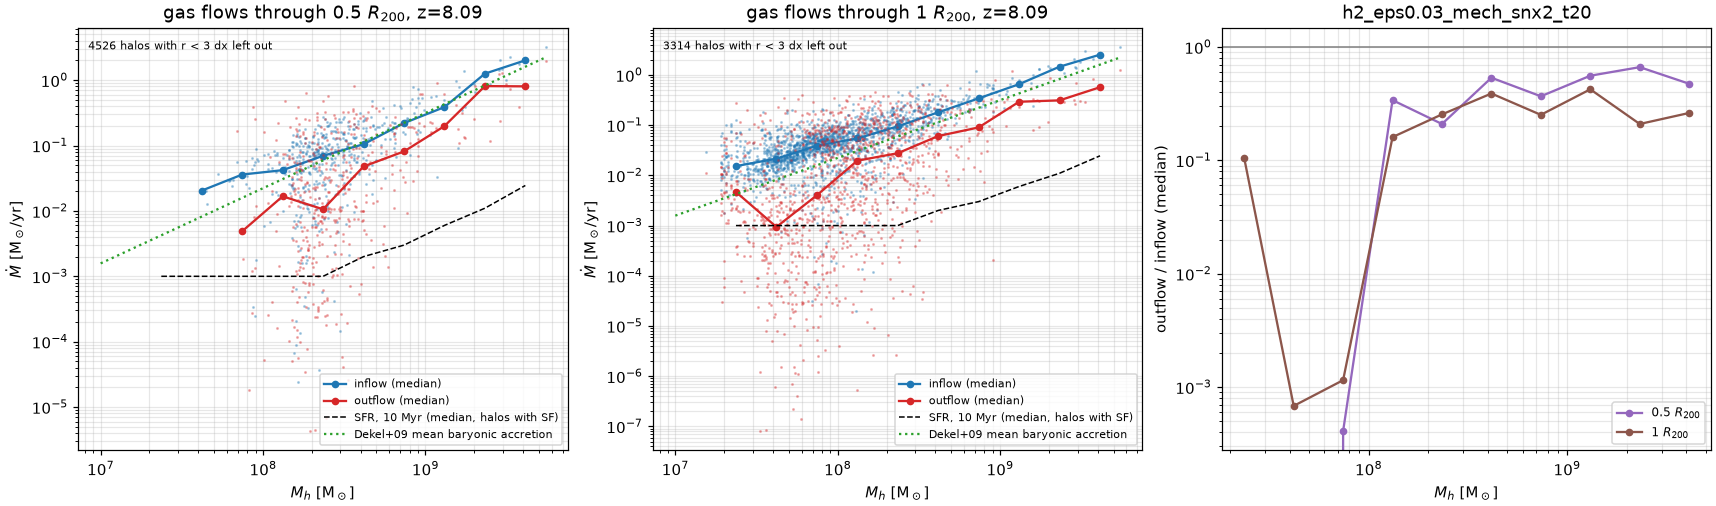 gas flows through 0.5 R₂₀₀, z=8.09
4526 halos with r < 3 dx left out
10⁰
10⁻¹
10⁻²
10⁻³
10⁻⁴
10⁻⁵
Ṁ [M⊙/yr]
inflow (median)
outflow (median)
SFR, 10 Myr (median, halos with SF)
Dekel+09 mean baryonic accretion
10⁷ 10⁸ 10⁹
M_h [M⊙]
gas flows through 1 R₂₀₀, z=8.09
3314 halos with r < 3 dx left out
10⁰
10⁻¹
10⁻²
10⁻³
10⁻⁴
10⁻⁵
10⁻⁶
10⁻⁷
Ṁ [M⊙/yr]
inflow (median)
outflow (median)
SFR, 10 Myr (median, halos with SF)
Dekel+09 mean baryonic accretion
10⁷ 10⁸ 10⁹
M_h [M⊙]
h2_eps0.03_mech_snx2_t20
10⁰
10⁻¹
10⁻²
10⁻³
outflow / inflow (median)
0.5 R₂₀₀
1 R₂₀₀
10⁸ 10⁹
M_h [M⊙]